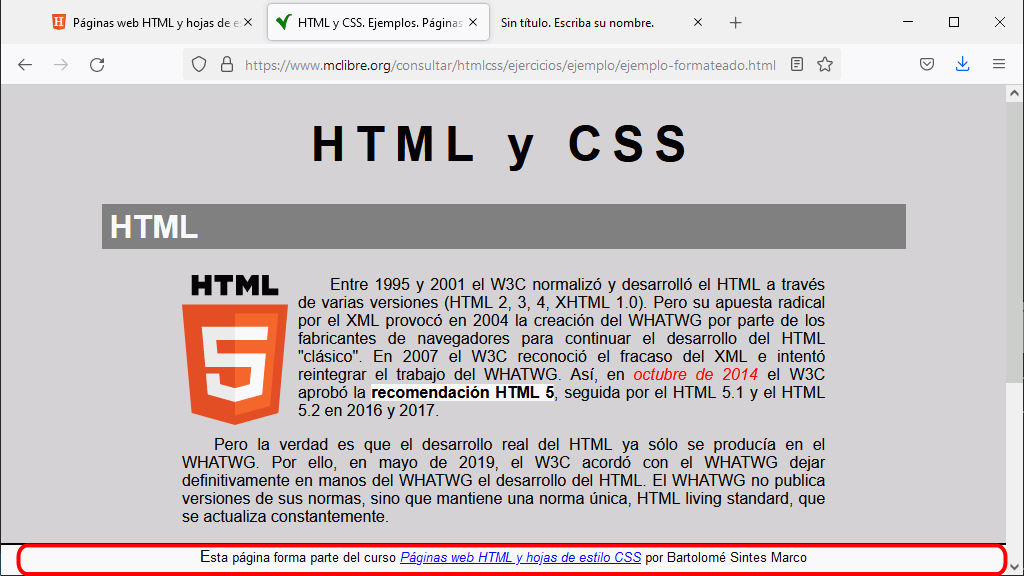 Páginas web HTML y hojas de es
HTML y CSS. Ejemplos. Páginas
Sin título. Escriba su nombre.
https://www.mclibre.org/consultar/htmlcss/ejercicios/ejemplo/ejemplo-formateado.html
HTML y CSS
HTML
HTML
5
Entre 1995 y 2001 el W3C normalizó y desarrolló el HTML a través
de varias versiones (HTML 2, 3, 4, XHTML 1.0). Pero su apuesta radical
por el XML provocó en 2004 la creación del WHATWG por parte de los
fabricantes de navegadores para continuar el desarrollo del HTML
"clásico". En 2007 el W3C reconoció el fracaso del XML e intentó
reintegrar el trabajo del WHATWG. Así, en octubre de 2014 el W3C
aprobó la recomendación HTML 5, seguida por el HTML 5.1 y el HTML
5.2 en 2016 y 2017.
Pero la verdad es que el desarrollo real del HTML ya sólo se producía en el
WHATWG. Por ello, en mayo de 2019, el W3C acordó con el WHATWG dejar
definitivamente en manos del WHATWG el desarrollo del HTML. El WHATWG no publica
versiones de sus normas, sino que mantiene una norma única, HTML living standard, que
se actualiza constantemente.
Esta página forma parte del curso Páginas web HTML y hojas de estilo CSS por Bartolomé Sintes Marco